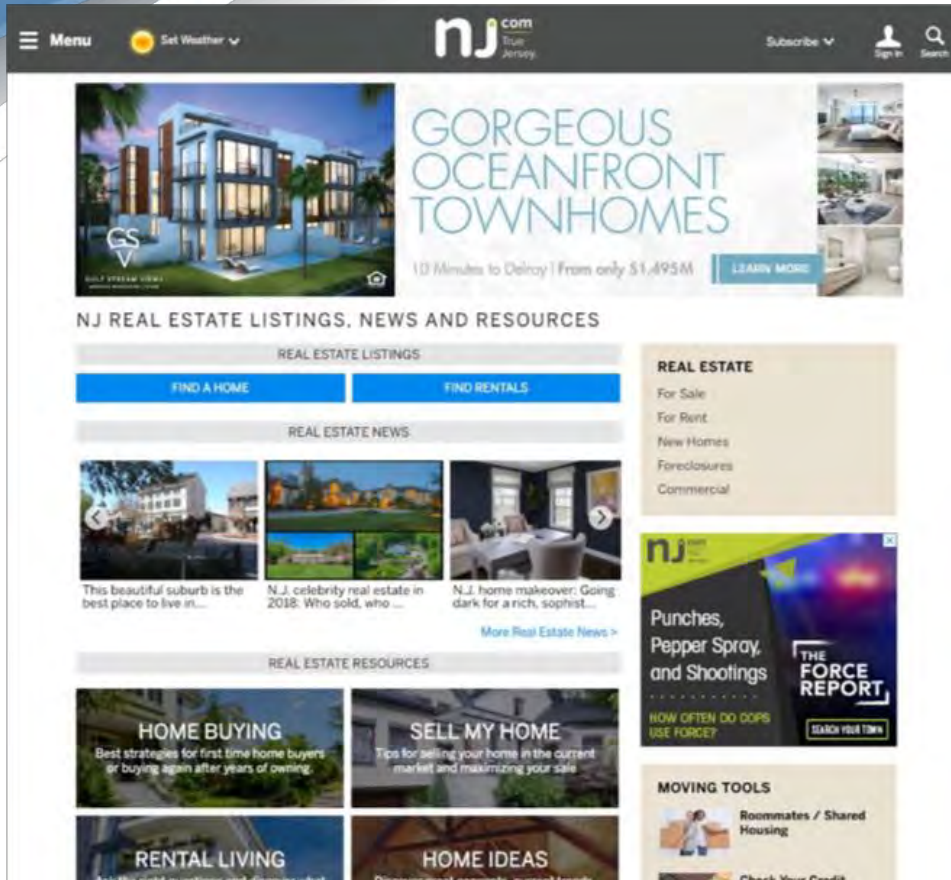 Menu
Set Weather
nj
com
True
Jersey.
Subscribe
Sign in
Search
GORGEOUS
OCEANFRONT
TOWNHOMES
10 Minutes to Delray | From only $1.495M
LEARN MORE
GSV
GULF STREAM VIEWS
NJ REAL ESTATE LISTINGS, NEWS AND RESOURCES
REAL ESTATE LISTINGS
FIND A HOME
FIND RENTALS
REAL ESTATE NEWS
This beautiful suburb is the
best place to live in...
N.J. celebrity real estate in
2018: Who sold, who ...
N.J. home makeover: Going
dark for a rich, sophist...
More Real Estate News >
REAL ESTATE RESOURCES
HOME BUYING
Best strategies for first time home buyers
or buying again after years of owning.
SELL MY HOME
Tips for selling your home in the current
market and maximizing your sale
RENTAL LIVING
HOME IDEAS
REAL ESTATE
For Sale
For Rent
New Homes
Foreclosures
Commercial
nj
com
Punches,
Pepper Spray,
and Shootings
HOW OFTEN DO COPS
USE FORCE?
THE
FORCE
REPORT
SEARCH YOUR TOWN
MOVING TOOLS
Roommates / Shared
Housing
Check Your Credit